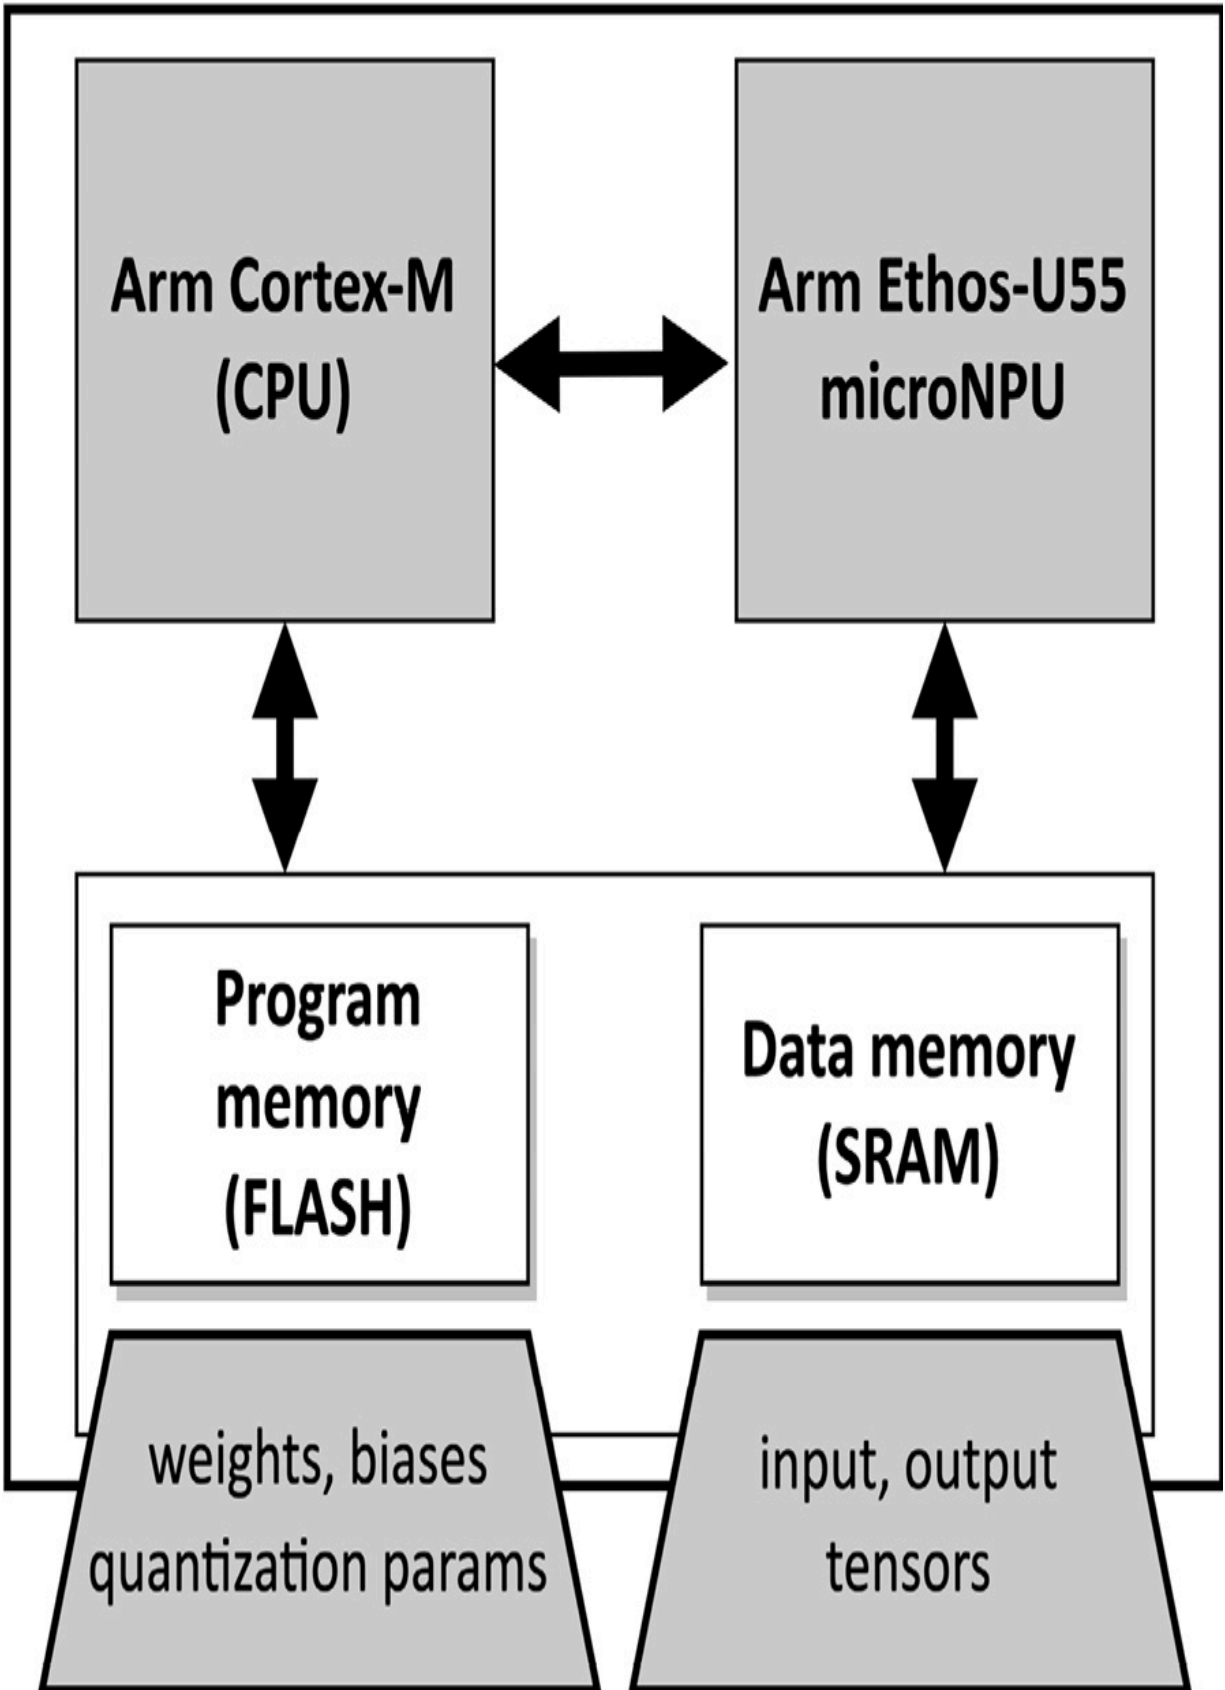 Arm Cortex-M
(CPU)
Arm Ethos-U55
microNPU
Program
memory
(FLASH)
Data memory
(SRAM)
weights, biases
quantization params
input, output
tensors